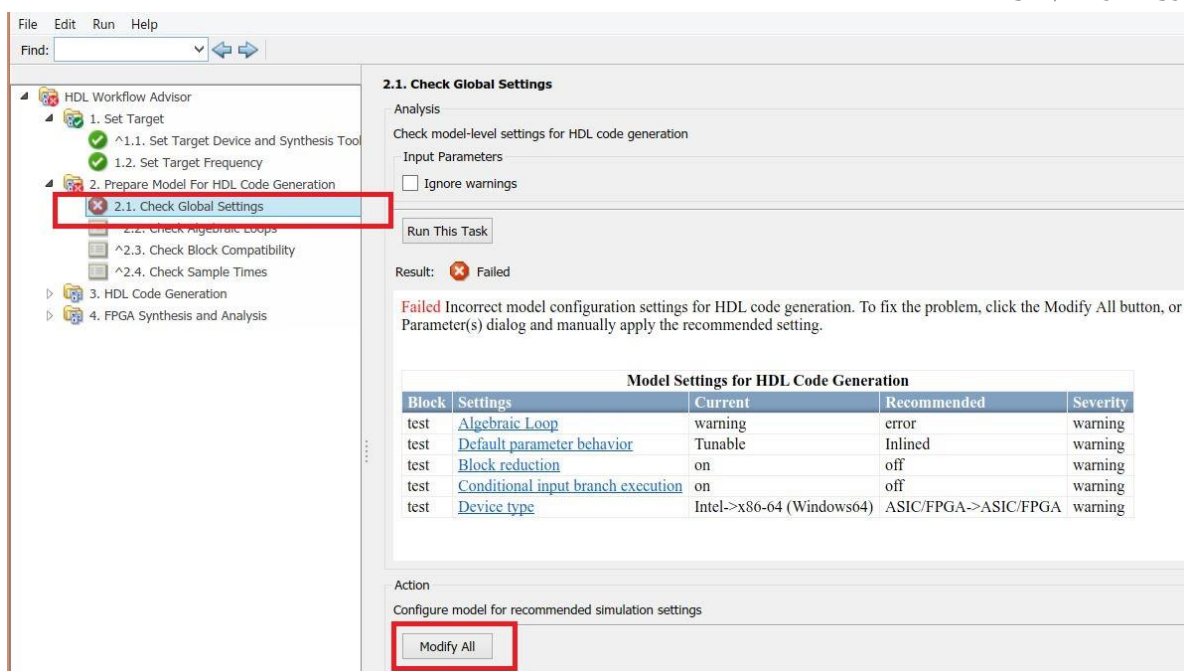 File Edit Run Help
Find:
HDL Workflow Advisor
1. Set Target
^1.1. Set Target Device and Synthesis Tool
1.2. Set Target Frequency
2. Prepare Model For HDL Code Generation
2.1. Check Global Settings
^2.2. Check Algebraic Loops
^2.3. Check Block Compatibility
^2.4. Check Sample Times
3. HDL Code Generation
4. FPGA Synthesis and Analysis
2.1. Check Global Settings
Analysis
Check model-level settings for HDL code generation
Input Parameters
Ignore warnings
Run This Task
Result: Failed
Failed Incorrect model configuration settings for HDL code generation. To fix the problem, click the Modify All button, or
Parameter(s) dialog and manually apply the recommended setting.
Model Settings for HDL Code Generation
Block Settings Current Recommended Severity
test Algebraic Loop warning error warning
test Default parameter behavior Tunable Inlined warning
test Block reduction on off warning
test Conditional input branch execution on off warning
test Device type Intel->x86-64 (Windows64) ASIC/FPGA->ASIC/FPGA warning
Action
Configure model for recommended simulation settings
Modify All